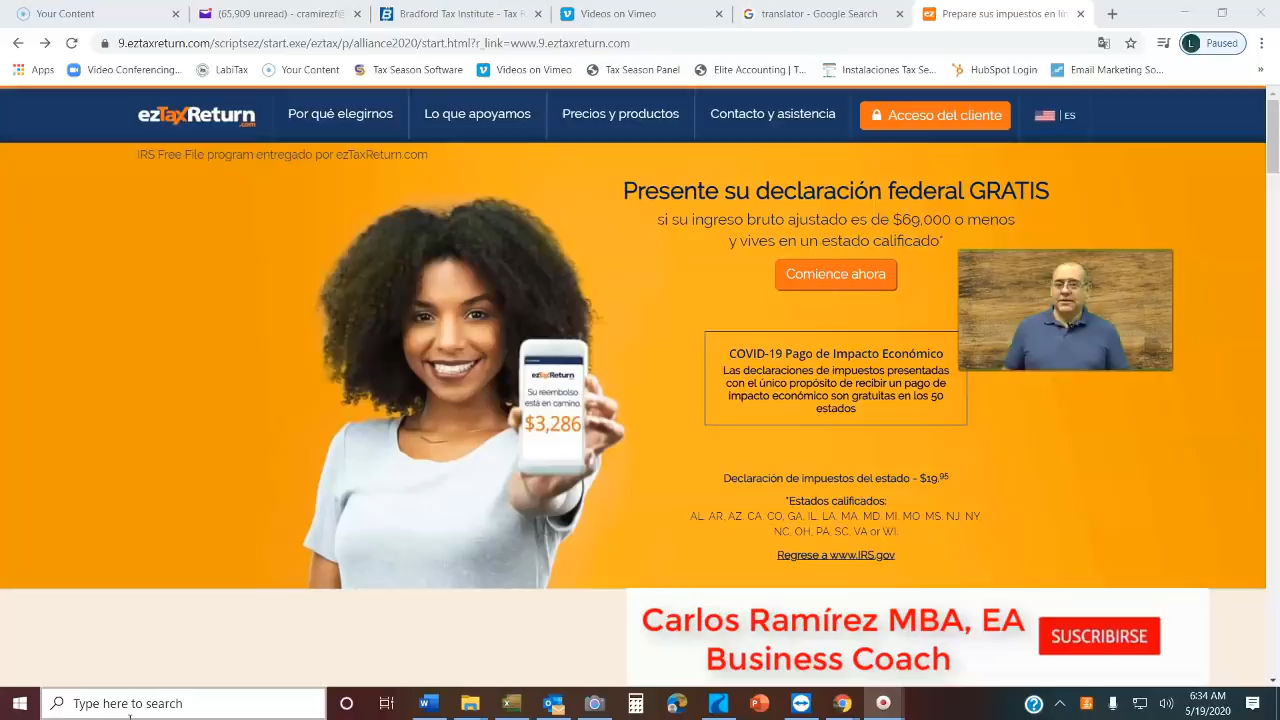 Your Content
(65,909 unread) - ramirezf@
Bradford Tax Institute - Tax R
Videos on Vimeo
translator - Google Search
Prepare sus impuestos en lín
9.eztaxreturn.com/scriptsez/start.exe/eztax/p/alliance2020/start.html?r_list=www.9.eztaxreturn.com
L Paused
Apps
Video Conferencing...
LabiTax
Your Content
Tax Season Software
Videos on Vimeo
Tax Season Panel
Elite Accounting | T...
Instalaciones Tax Se...
HubSpot Login
Email Marketing So...
ezTaxReturn.com
Por qué elegirnos
Lo que apoyamos
Precios y productos
Contacto y asistencia
Acceso del cliente
ES
IRS Free File program entregado por ezTaxReturn.com
Presente su declaración federal GRATIS
si su ingreso bruto ajustado es de $69,000 o menos
y vives en un estado calificado*
Comience ahora
COVID-19 Pago de Impacto Económico
Las declaraciones de impuestos presentadas
con el único propósito de recibir un pago de
impacto económico son gratuitas en los 50
estados
ezTaxReturn
Su reembolso
está en camino.
$3,286
Declaración de impuestos del estado - $19.95
*Estados calificados:
AL, AR, AZ, CA, CO, GA, IL, LA, MA, MD, MI, MO, MS, NJ, NY,
NC, OH, PA, SC, VA or WI.
Regrese a www.IRS.gov
Carlos Ramírez MBA, EA
Business Coach
SUSCRIBIRSE
Type here to search
6:34 AM
5/19/2020